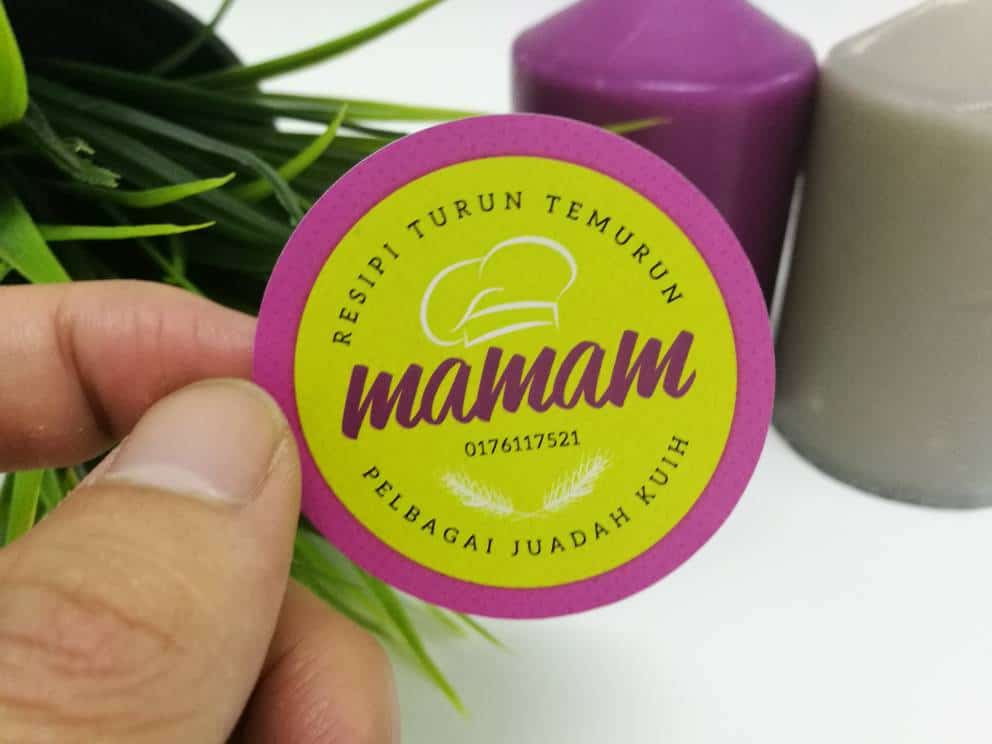 RESIPI TURUN TEMURUN
mamam
0176117521
PELBAGAI JUADAH KUIH